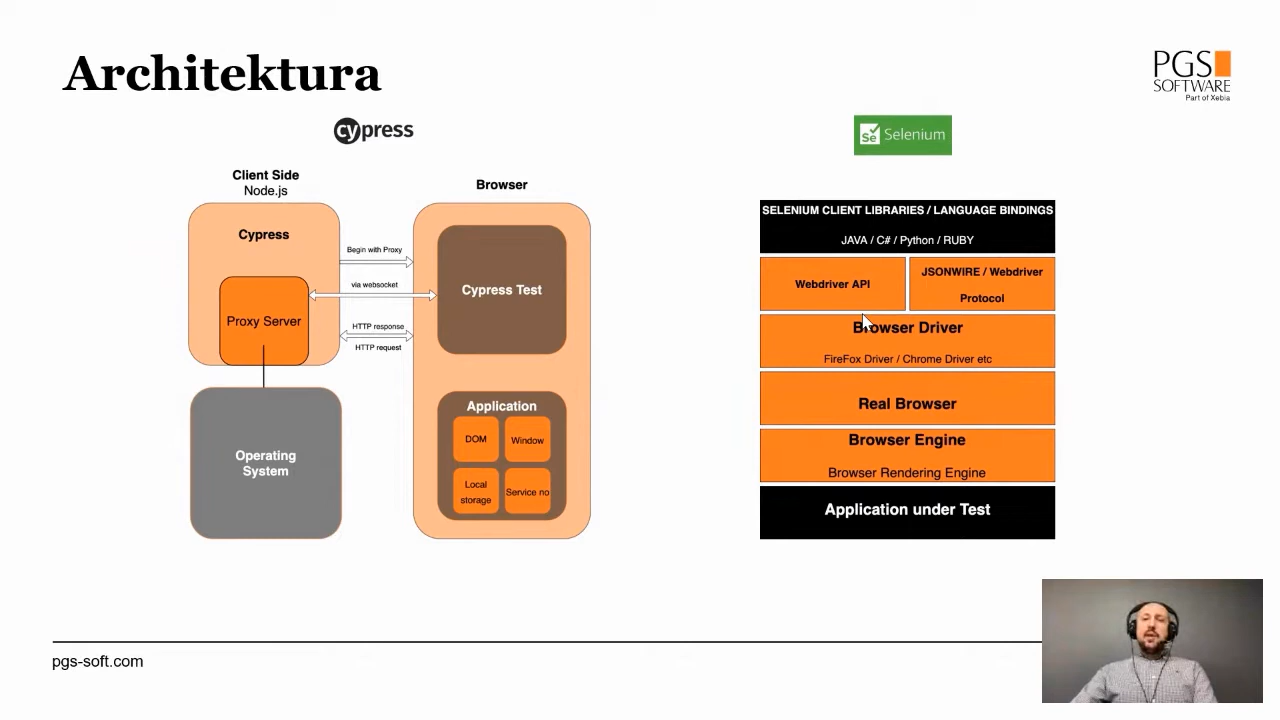 Architektura
PGS
SOFTWARE
Part of Xebia
cypress
Client Side
Node.js
Cypress
Proxy Server
Operating
System
Begin with Proxy
via websocket
HTTP response
HTTP request
Browser
Cypress Test
Application
DOM
Window
Local
storage
Service no
Se Selenium
SELENIUM CLIENT LIBRARIES / LANGUAGE BINDINGS
JAVA / C# / Python / RUBY
Webdriver API
JSONWIRE / Webdriver
Protocol
Browser Driver
FireFox Driver / Chrome Driver etc
Real Browser
Browser Engine
Browser Rendering Engine
Application under Test
pgs-soft.com